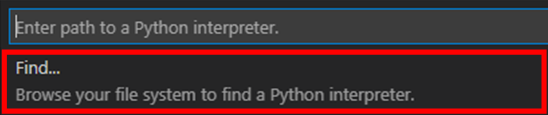 Enter path to a Python interpreter.
Find...
Browse your file system to find a Python interpreter.